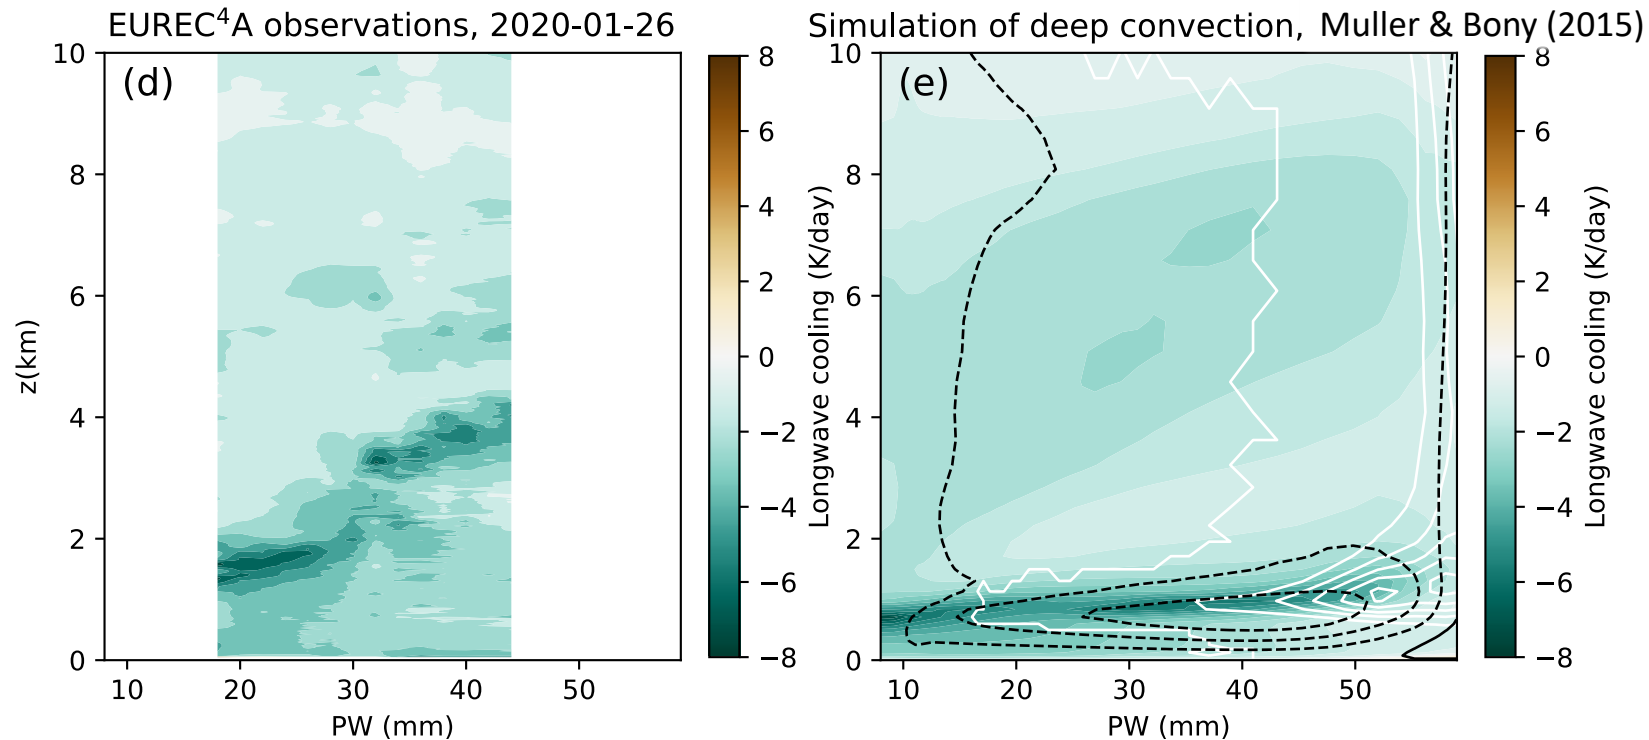 EUREC⁴A observations, 2020-01-26
(d)
z(km)
10
8
6
4
2
0
10 20 30 40 50
PW (mm)
8
6
4
2
0
−2
−4
−6
−8
Longwave cooling (K/day)
Simulation of deep convection, Muller & Bony (2015)
(e)
10
8
6
4
2
0
10 20 30 40 50
PW (mm)
8
6
4
2
0
−2
−4
−6
−8
Longwave cooling (K/day)